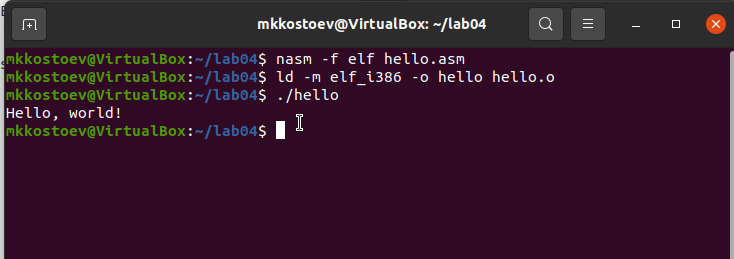 mkkostoev@VirtualBox: ~/lab04
mkkostoev@VirtualBox:~/lab04$ nasm -f elf hello.asm
mkkostoev@VirtualBox:~/lab04$ ld -m elf_i386 -o hello hello.o
mkkostoev@VirtualBox:~/lab04$ ./hello
Hello, world!
mkkostoev@VirtualBox:~/lab04$